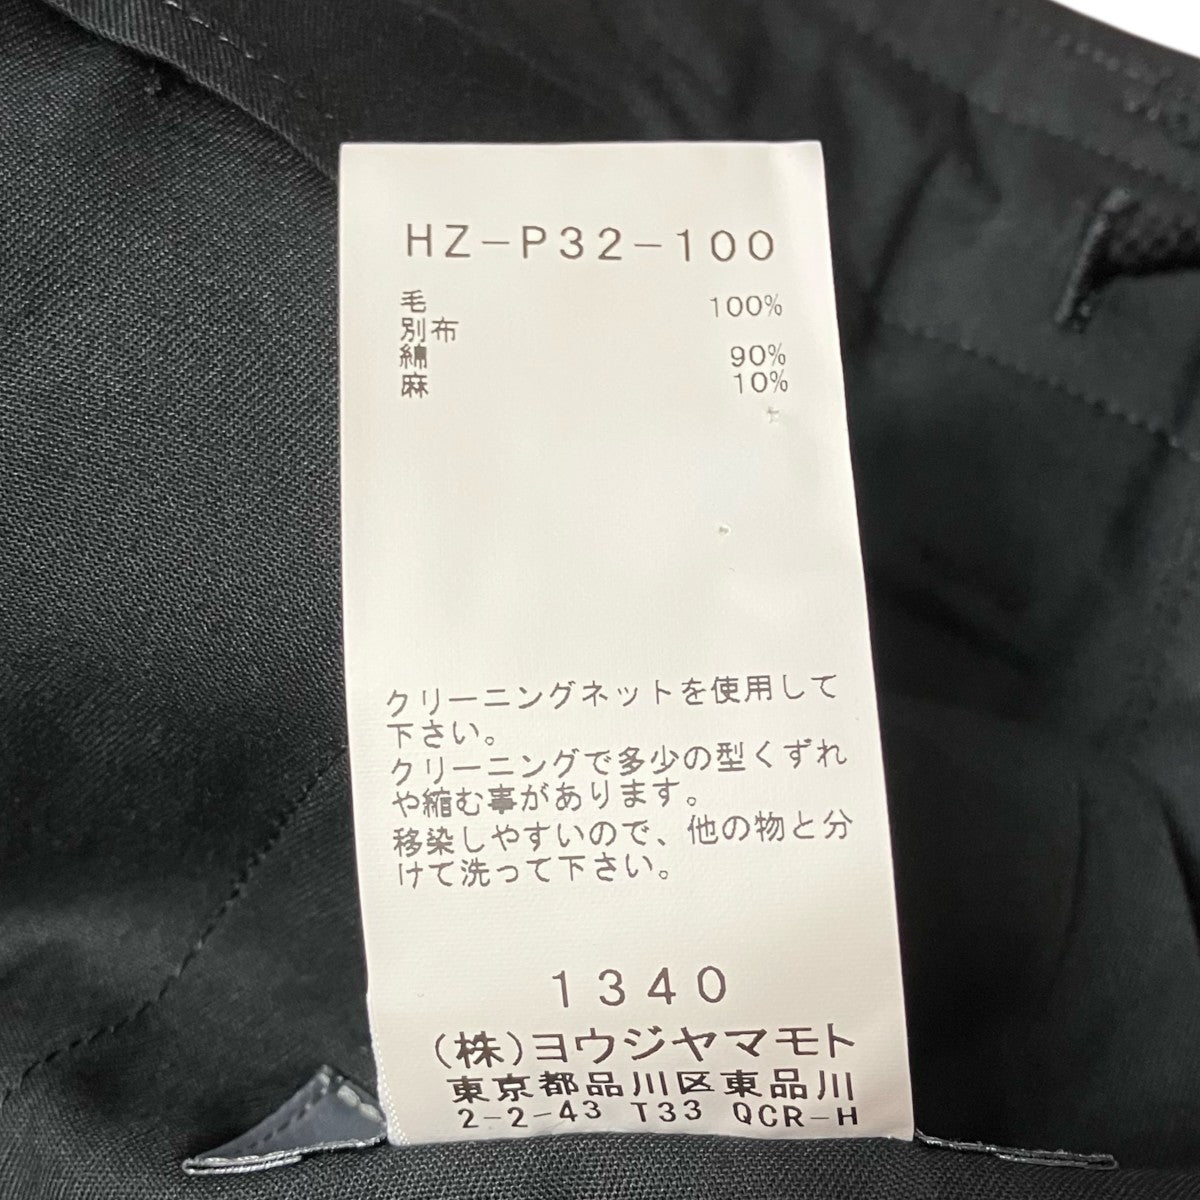 HZ-P32-100
毛 100%
別布
綿 90%
麻 10%
クリーニングネットを使用して
下さい。
クリーニングで多少の型くずれ
や縮む事があります。
移染しやすいので、他の物と分
けて洗って下さい。
1340
(株)ヨウジヤマモト
東京都品川区東品川
2-2-43 T33 QCR-H